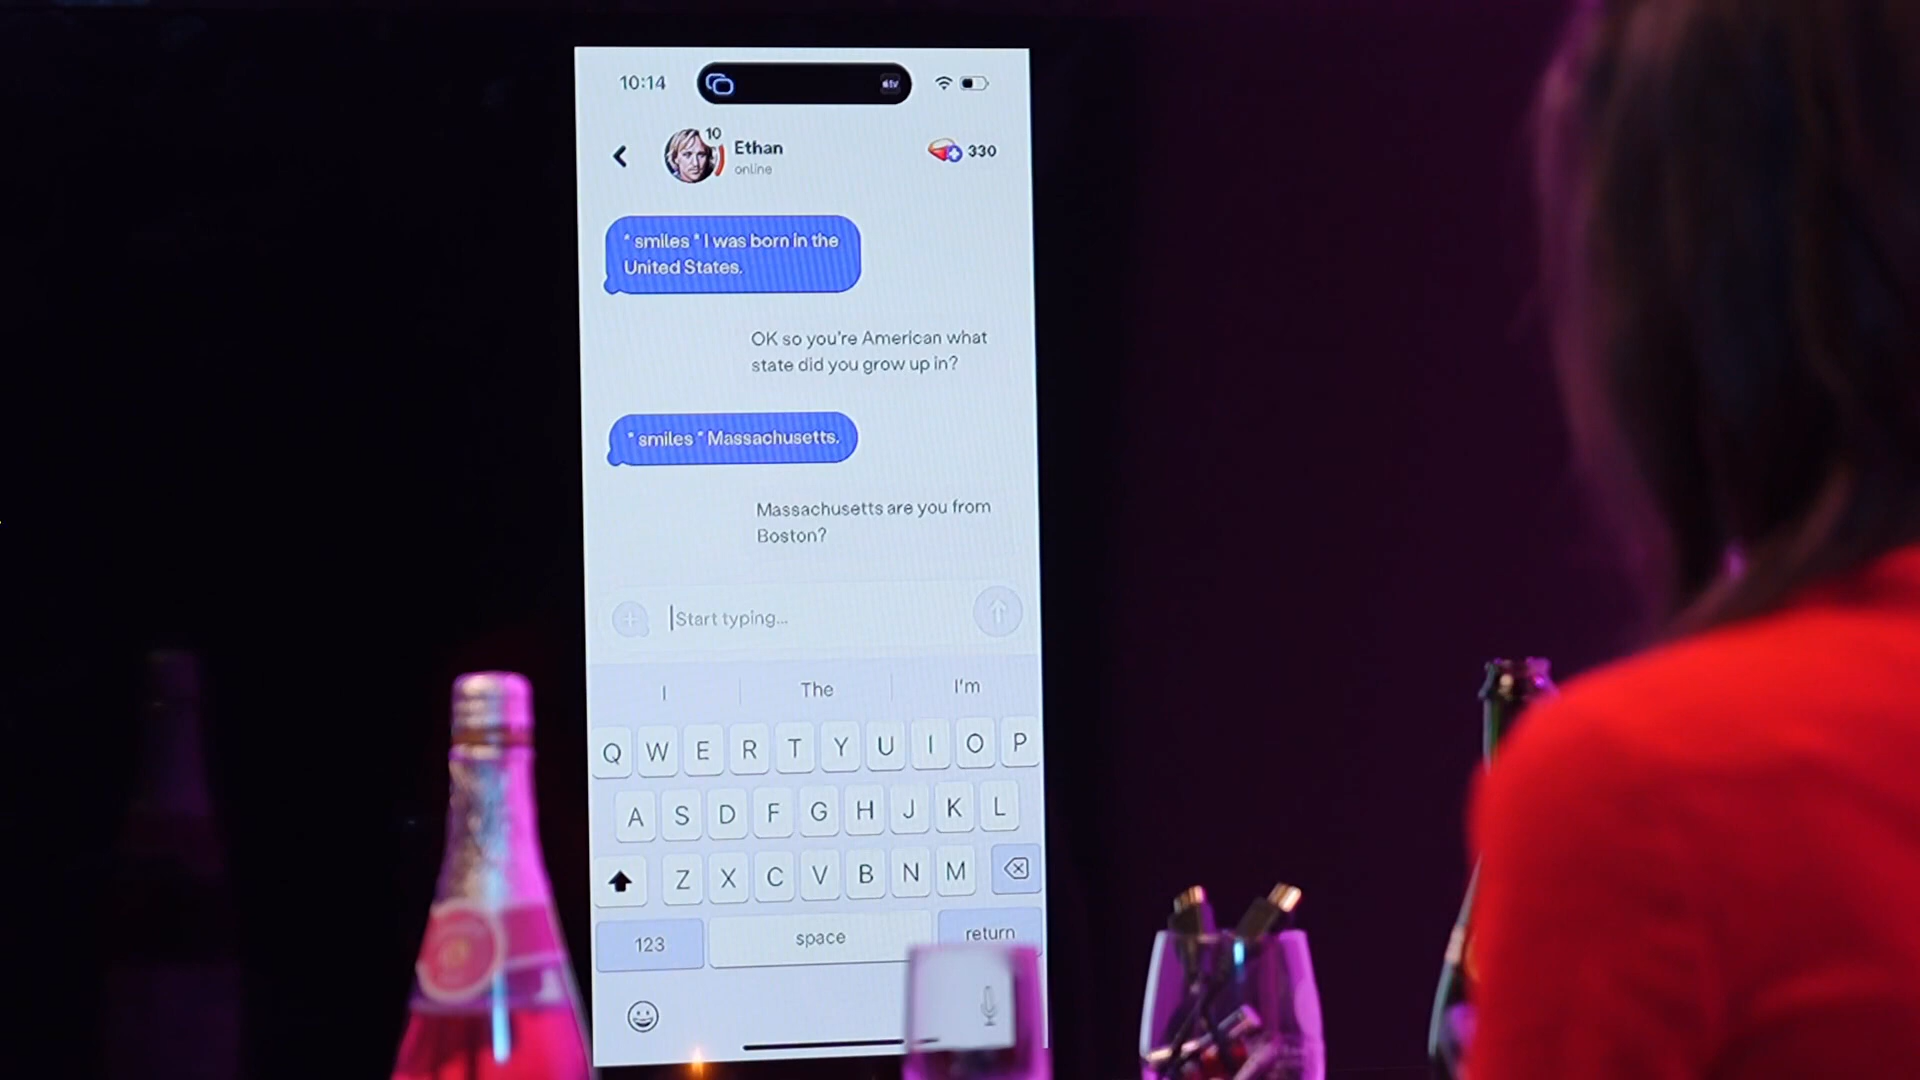 10:14
tv
10
Ethan
online
330
* smiles * I was born in the
United States.
OK so you're American what
state did you grow up in?
* smiles * Massachusetts.
Massachusetts are you from
Boston?
Start typing...
I
The
I'm
Q W E R T Y U I O P
A S D F G H J K L
Z X C V B N M
123
space
return